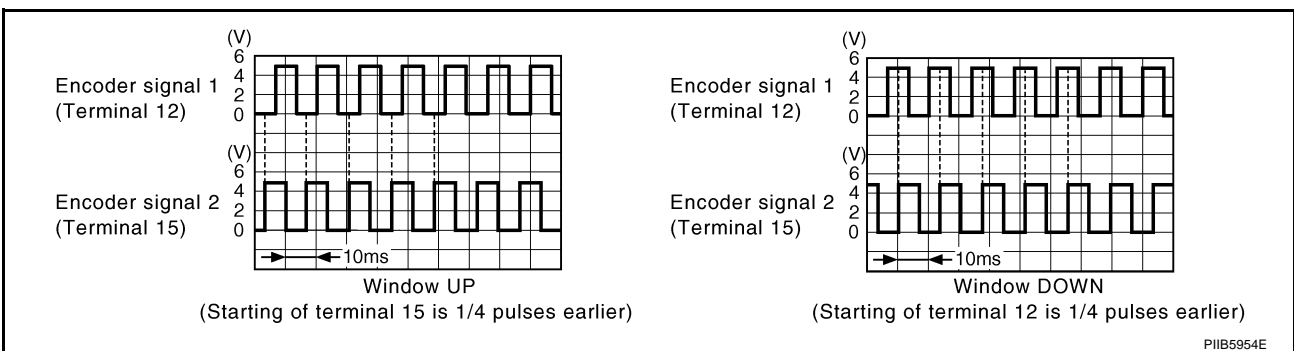 (V)
6
4
2
0
Encoder signal 1
(Terminal 12)
(V)
6
4
2
0
Encoder signal 2
(Terminal 15)
10ms
Window UP
(Starting of terminal 15 is 1/4 pulses earlier)
(V)
6
4
2
0
Encoder signal 1
(Terminal 12)
(V)
6
4
2
0
Encoder signal 2
(Terminal 15)
10ms
Window DOWN
(Starting of terminal 12 is 1/4 pulses earlier)
PIIB5954E